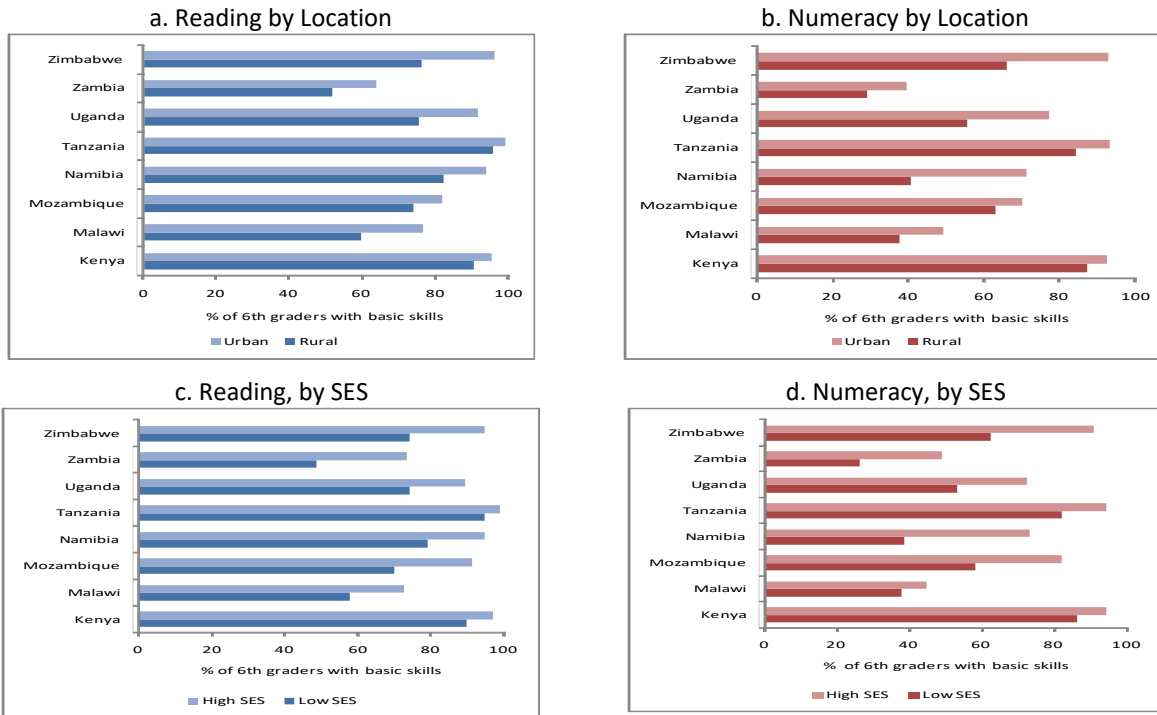 a. Reading by Location
Zimbabwe
Zambia
Uganda
Tanzania
Namibia
Mozambique
Malawi
Kenya
0 20 40 60 80 100
% of 6th graders with basic skills
Urban Rural
b. Numeracy by Location
Zimbabwe
Zambia
Uganda
Tanzania
Namibia
Mozambique
Malawi
Kenya
0 20 40 60 80 100
% of 6th graders with basic skills
Urban Rural
c. Reading, by SES
Zimbabwe
Zambia
Uganda
Tanzania
Namibia
Mozambique
Malawi
Kenya
0 20 40 60 80 100
% of 6th graders with basic skills
High SES Low SES
d. Numeracy, by SES
Zimbabwe
Zambia
Uganda
Tanzania
Namibia
Mozambique
Malawi
Kenya
0 20 40 60 80 100
% of 6th graders with basic skills
High SES Low SES